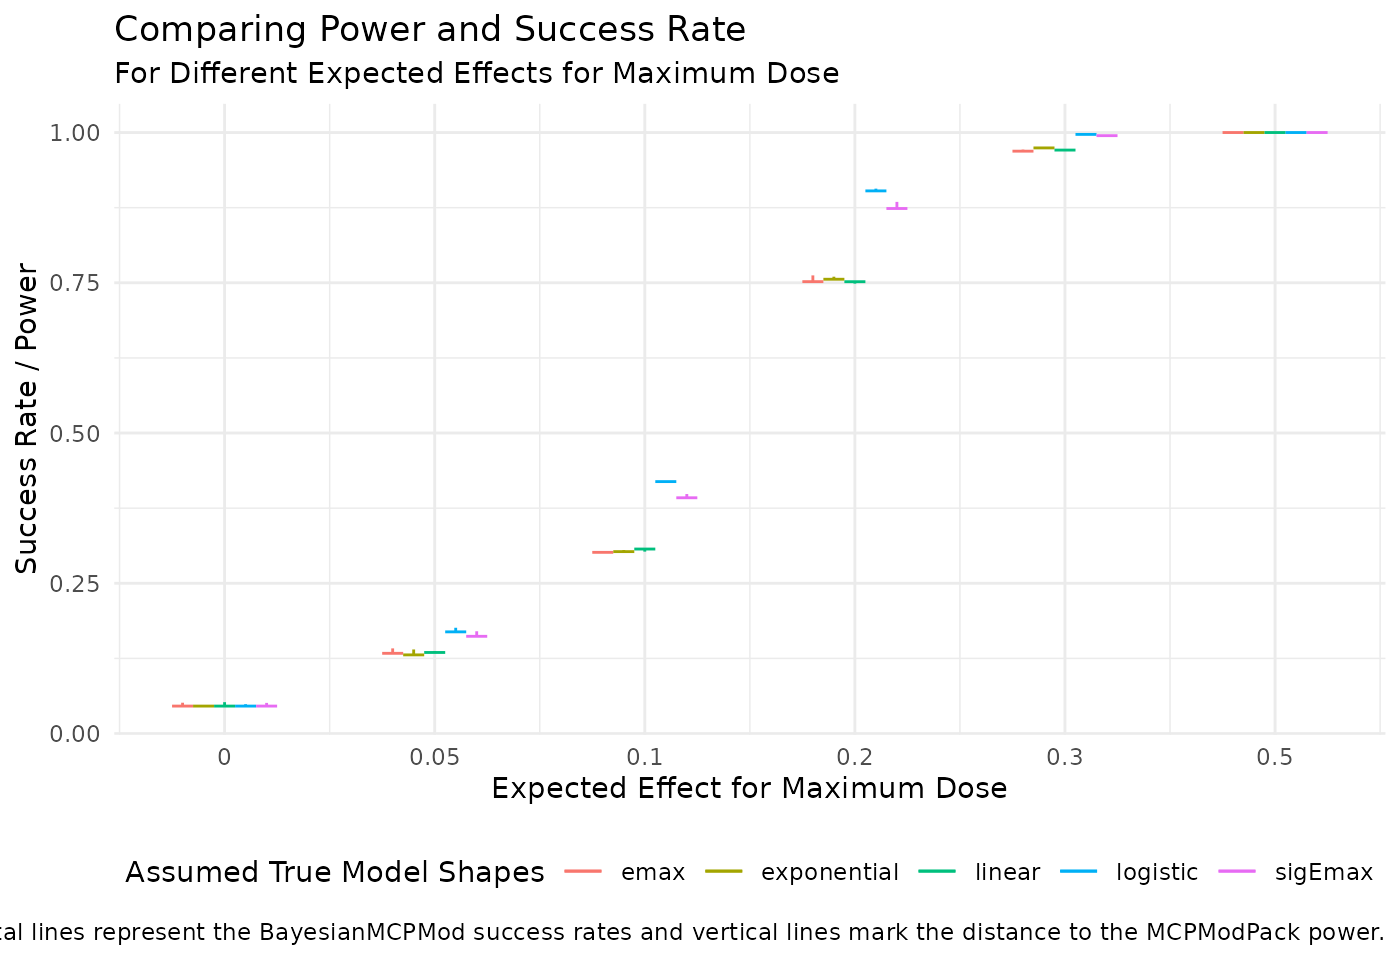 Comparing Power and Success Rate
For Different Expected Effects for Maximum Dose
Success Rate / Power
1.00
0.75
0.50
0.25
0.00
0 0.05 0.1 0.2 0.3 0.5
Expected Effect for Maximum Dose
Assumed True Model Shapes emax exponential linear logistic sigEmax
lines represent the BayesianMCPMod success rates and vertical lines mark the distance to the MCPModPack power.